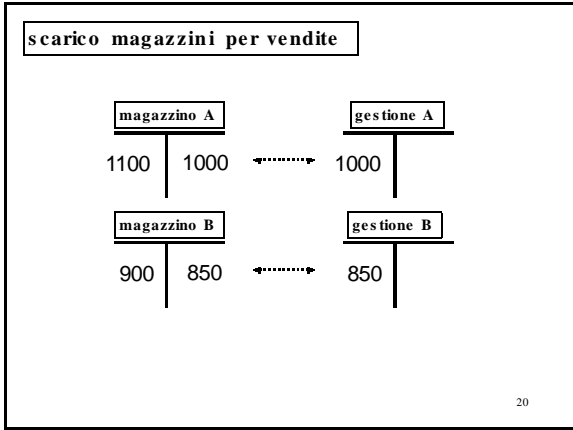 scarico magazzini per vendite
magazzino A gestione A
1100 1000 1000
magazzino B gestione B
900 850 850
20